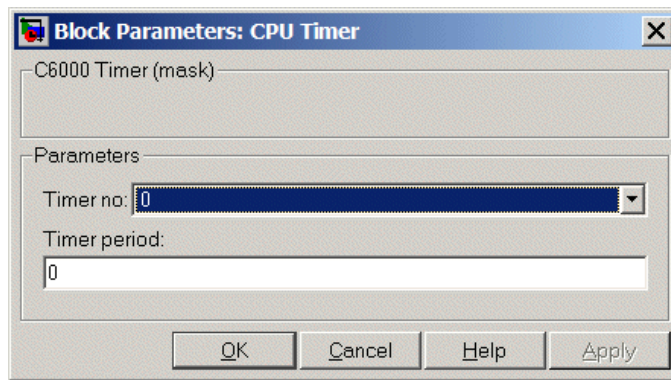 Block Parameters: CPU Timer
C6000 Timer (mask)
Parameters
Timer no: 0
Timer period:
0
OK Cancel Help Apply